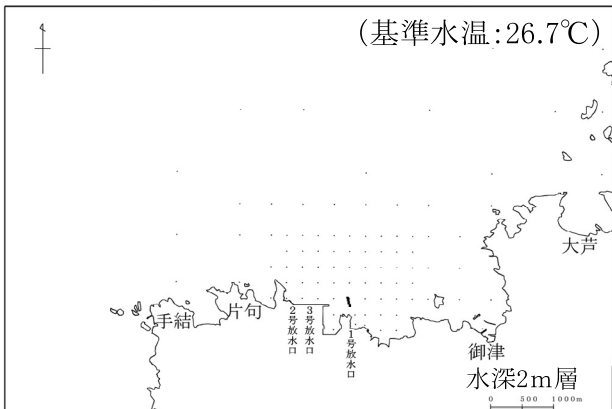 (基準水温:26.7℃)
大芦
手結
片句
2号放水口
3号放水口
1号放水口
御津
水深2m層
0 500 1000m